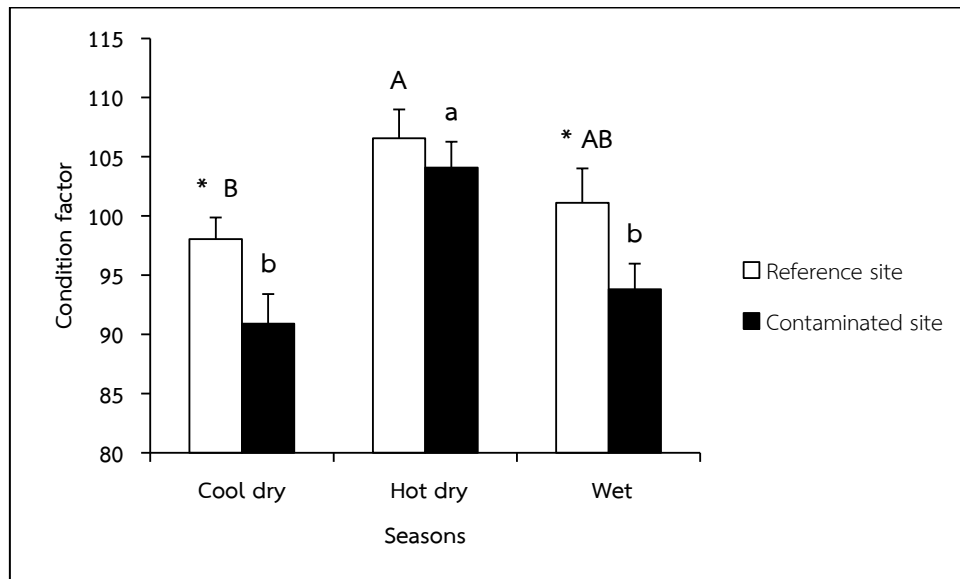 115
110
105
100
95
90
85
80
Condition factor
* B
b
A
a
* AB
b
Cool dry
Hot dry
Wet
Seasons
Reference site
Contaminated site